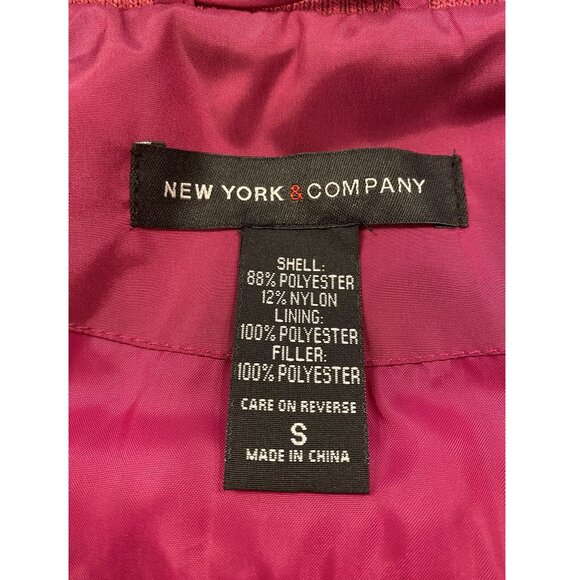 NEW YORK & COMPANY
SHELL:
88% POLYESTER
12% NYLON
LINING:
100% POLYESTER
FILLER:
100% POLYESTER
CARE ON REVERSE
S
MADE IN CHINA